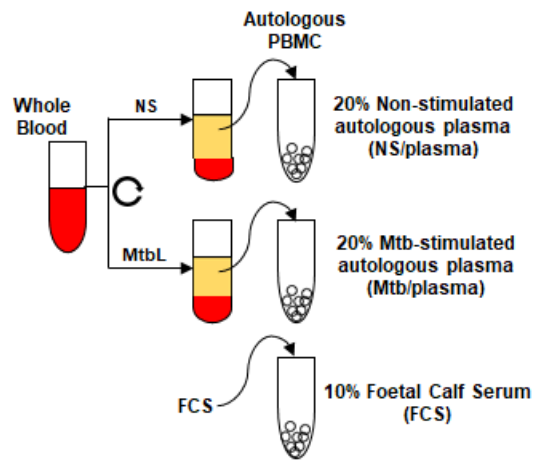 Autologous
PBMC
Whole
Blood
NS
20% Non-stimulated
autologous plasma
(NS/plasma)
MtbL
20% Mtb-stimulated
autologous plasma
(Mtb/plasma)
FCS
10% Foetal Calf Serum
(FCS)